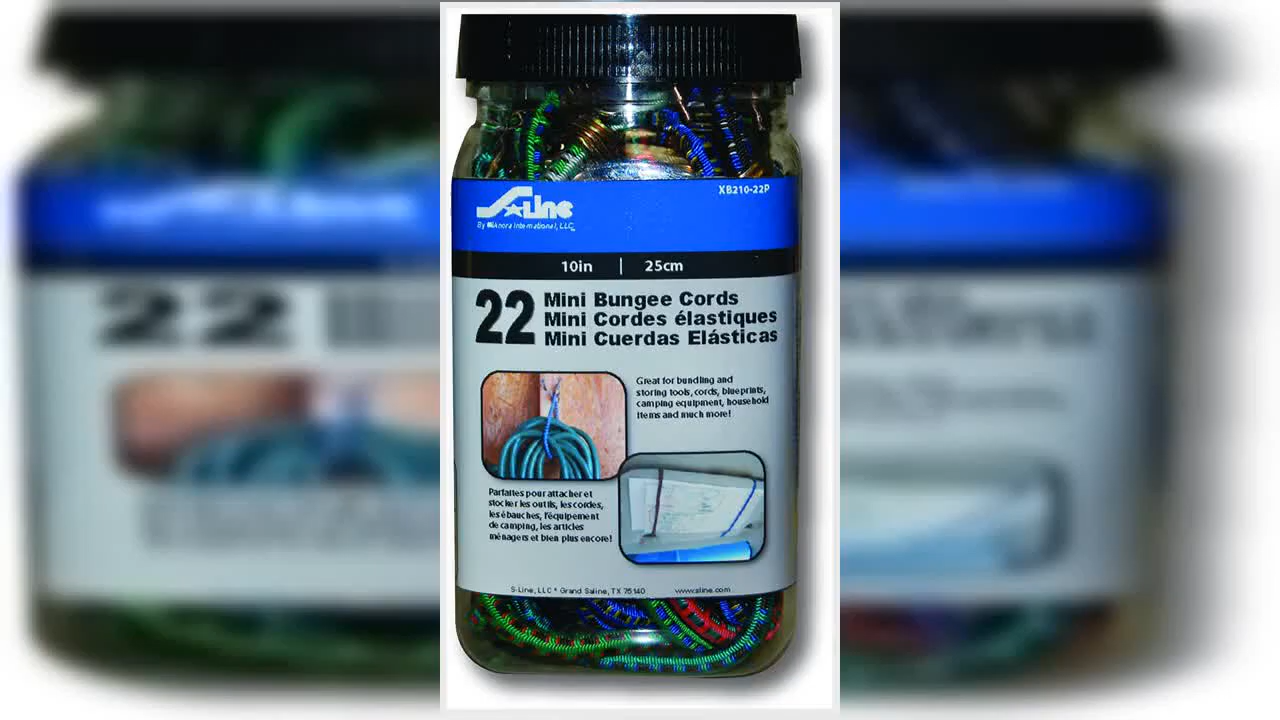 S-Line
XB210-22P
By Ancra International, LLC
10in | 25cm
22 Mini Bungee Cords
Mini Cordes élastiques
Mini Cuerdas Elásticas
Great for bundling and
storing tools, cords, blueprints,
camping equipment, household
items and much more!
Parfaites pour attacher et
stocker les outils, les cordes,
les ébauches, l'équipement
de camping, les articles
ménagers et bien plus encore!
S-Line, LLC * Grand Saline, TX 75140 www.sline.com
22